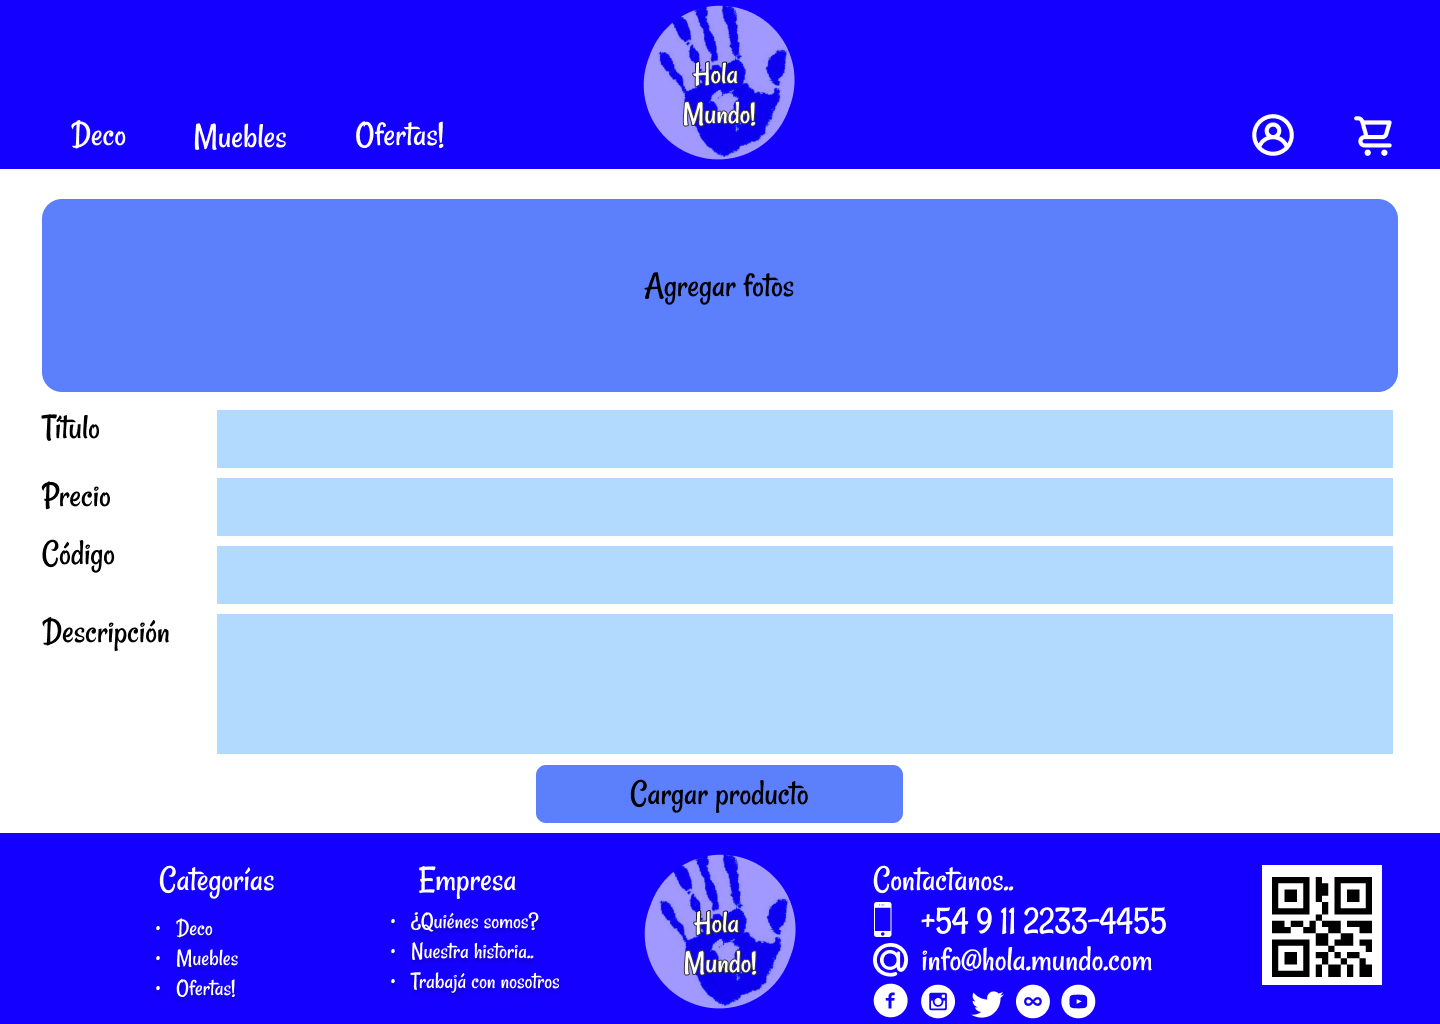 Hola
Mundo!
Deco
Muebles
Ofertas!
Agregar fotos
Título
Precio
Código
Descripción
Cargar producto
Categorías
• Deco
• Muebles
• Ofertas!
Empresa
• ¿Quiénes somos?
• Nuestra historia..
• Trabajá con nosotros
Hola
Mundo!
Contactanos..
+54 9 11 2233-4455
info@hola.mundo.com